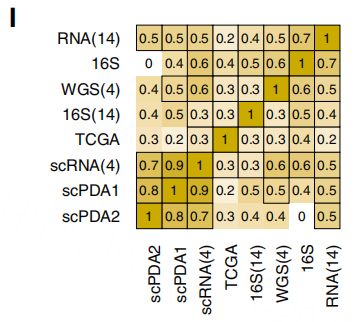 I
RNA(14) 0.5 0.5 0.5 0.2 0.4 0.5 0.7 1
16S 0 0.4 0.6 0.4 0.5 0.6 1 0.7
WGS(4) 0.4 0.5 0.6 0.3 0.3 1 0.6 0.5
16S(14) 0.4 0.5 0.3 0.3 1 0.3 0.5 0.4
TCGA 0.3 0.2 0.3 1 0.3 0.3 0.4 0.2
scRNA(4) 0.7 0.9 1 0.3 0.3 0.6 0.6 0.5
scPDA1 0.8 1 0.9 0.2 0.5 0.5 0.4 0.5
scPDA2 1 0.8 0.7 0.3 0.4 0.4 0 0.5
scPDA2
scPDA1
scRNA(4)
TCGA
16S(14)
WGS(4)
16S
RNA(14)